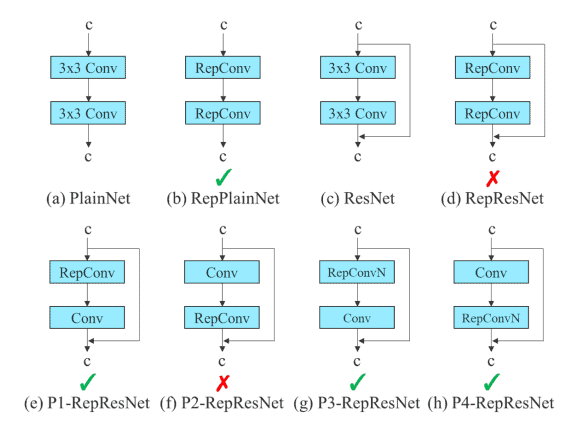 c c c c
3x3 Conv RepConv 3x3 Conv RepConv
3x3 Conv RepConv 3x3 Conv RepConv
c c c c
(a) PlainNet (b) RepPlainNet (c) ResNet (d) RepResNet
c c c c
RepConv Conv RepConvN Conv
Conv RepConv Conv RepConvN
c c c c
(e) P1-RepResNet (f) P2-RepResNet (g) P3-RepResNet (h) P4-RepResNet